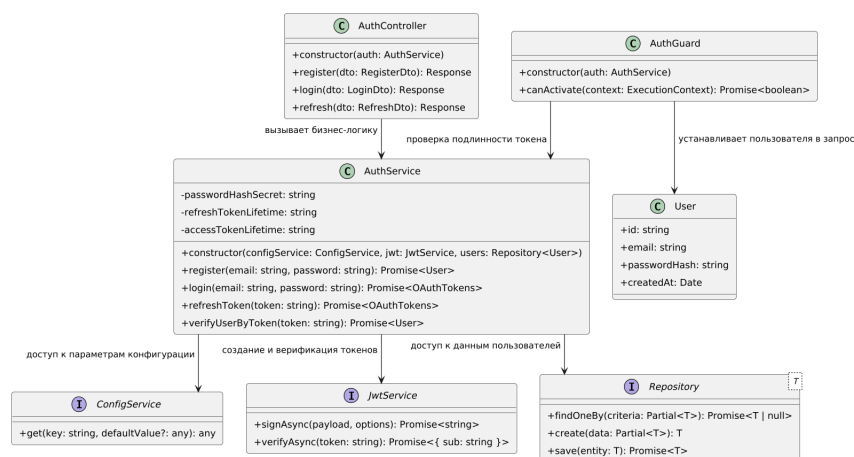 C AuthController
+constructor(auth: AuthService)
+register(dto: RegisterDto): Response
+login(dto: LoginDto): Response
+refresh(dto: RefreshDto): Response
C AuthGuard
+constructor(auth: AuthService)
+canActivate(context: ExecutionContext): Promise<boolean>
вызывает бизнес-логику
проверка подлинности токена
устанавливает пользователя в запрос
C AuthService
-passwordHashSecret: string
-refreshTokenLifetime: string
-accessTokenLifetime: string
+constructor(configService: ConfigService, jwt: JwtService, users: Repository<User>)
+register(email: string, password: string): Promise<User>
+login(email: string, password: string): Promise<OAuthTokens>
+refreshToken(token: string): Promise<OAuthTokens>
+verifyUserByToken(token: string): Promise<User>
C User
+id: string
+email: string
+passwordHash: string
+createdAt: Date
доступ к параметрам конфигурации
создание и верификация токенов
доступ к данным пользователей
I ConfigService
+get(key: string, defaultValue?: any): any
I JwtService
+signAsync(payload, options): Promise<string>
+verifyAsync(token: string): Promise<{ sub: string }>
I Repository
T
+findOneBy(criteria: Partial<T>): Promise<T | null>
+create(data: Partial<T>): T
+save(entity: T): Promise<T>